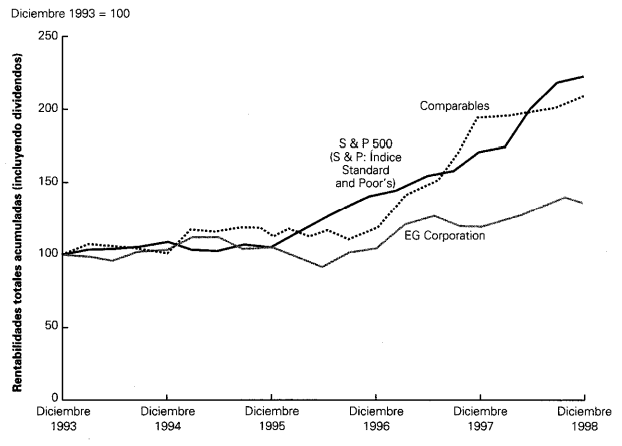 Diciembre 1993 = 100
Rentabilidades totales acumuladas (incluyendo dividendos)
250
200
150
100
50
0
Comparables
S & P 500
(S & P: Índice
Standard
and Poor's)
EG Corporation
Diciembre
1993
Diciembre
1994
Diciembre
1995
Diciembre
1996
Diciembre
1997
Diciembre
1998